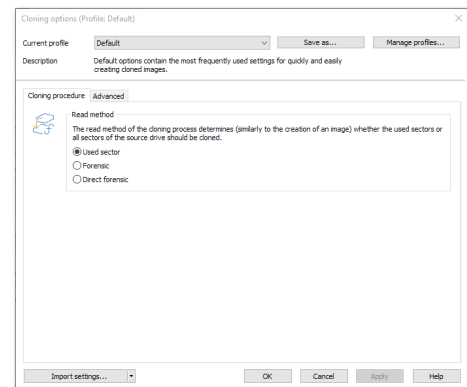 Cloning options (Profile: Default)
Current profile Default Save as... Manage profiles...
Description Default options contain the most frequently used settings for quickly and easily
creating cloned images.
Cloning procedure Advanced
Read method
The read method of the cloning process determines (similarly to the creation of an image) whether the used sectors or
all sectors of the source drive should be cloned.
Used sector
Forensic
Direct forensic
Import settings... OK Cancel Apply Help